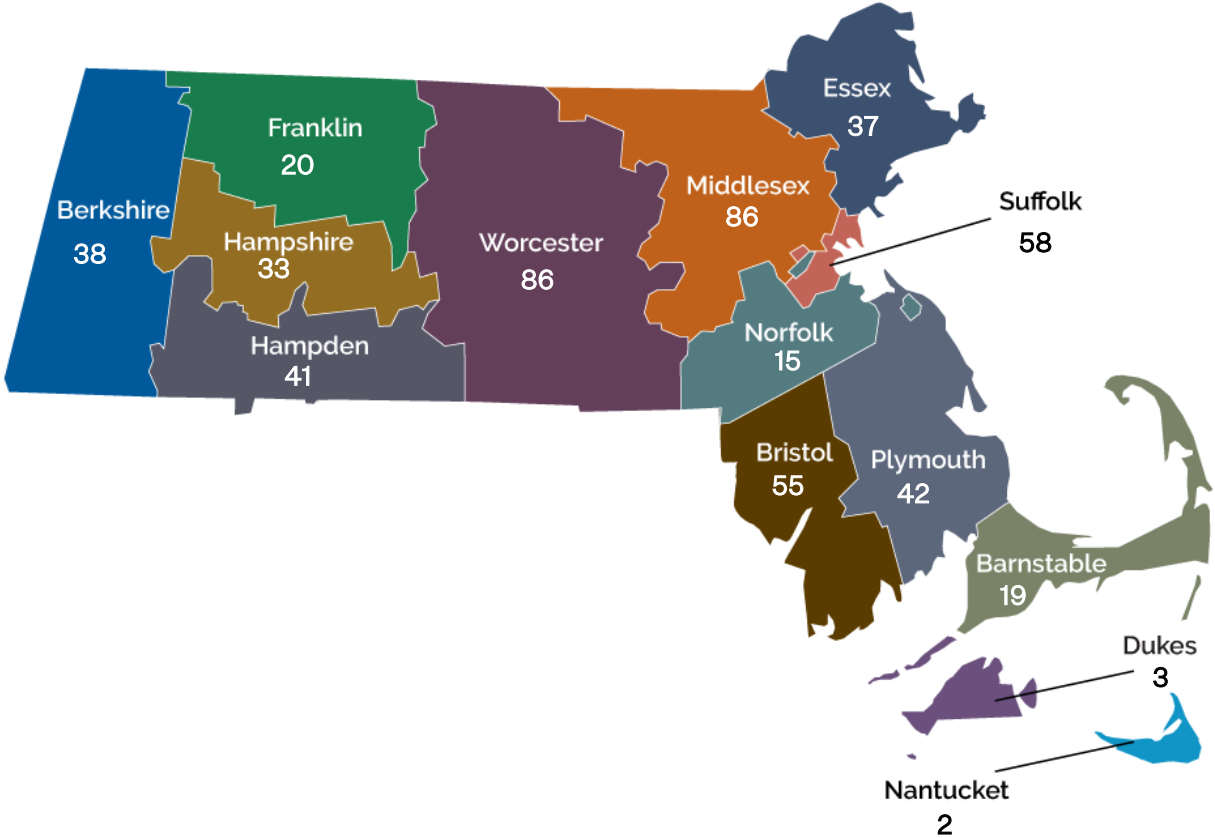 Essex
37
Franklin
20
Middlesex
86
Suffolk
58
Berkshire
38
Hampshire
33
Worcester
86
Norfolk
15
Hampden
41
Bristol
55
Plymouth
42
Barnstable
19
Dukes
3
Nantucket
2